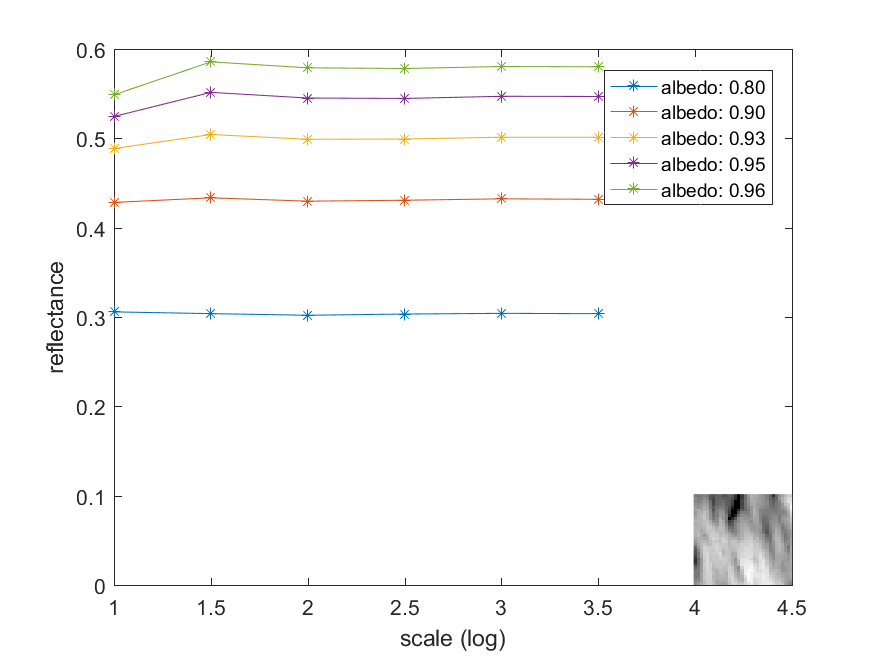 0.6
0.5
0.4
0.3
0.2
0.1
0
reflectance
albedo: 0.80
albedo: 0.90
albedo: 0.93
albedo: 0.95
albedo: 0.96
1 1.5 2 2.5 3 3.5 4 4.5
scale (log)